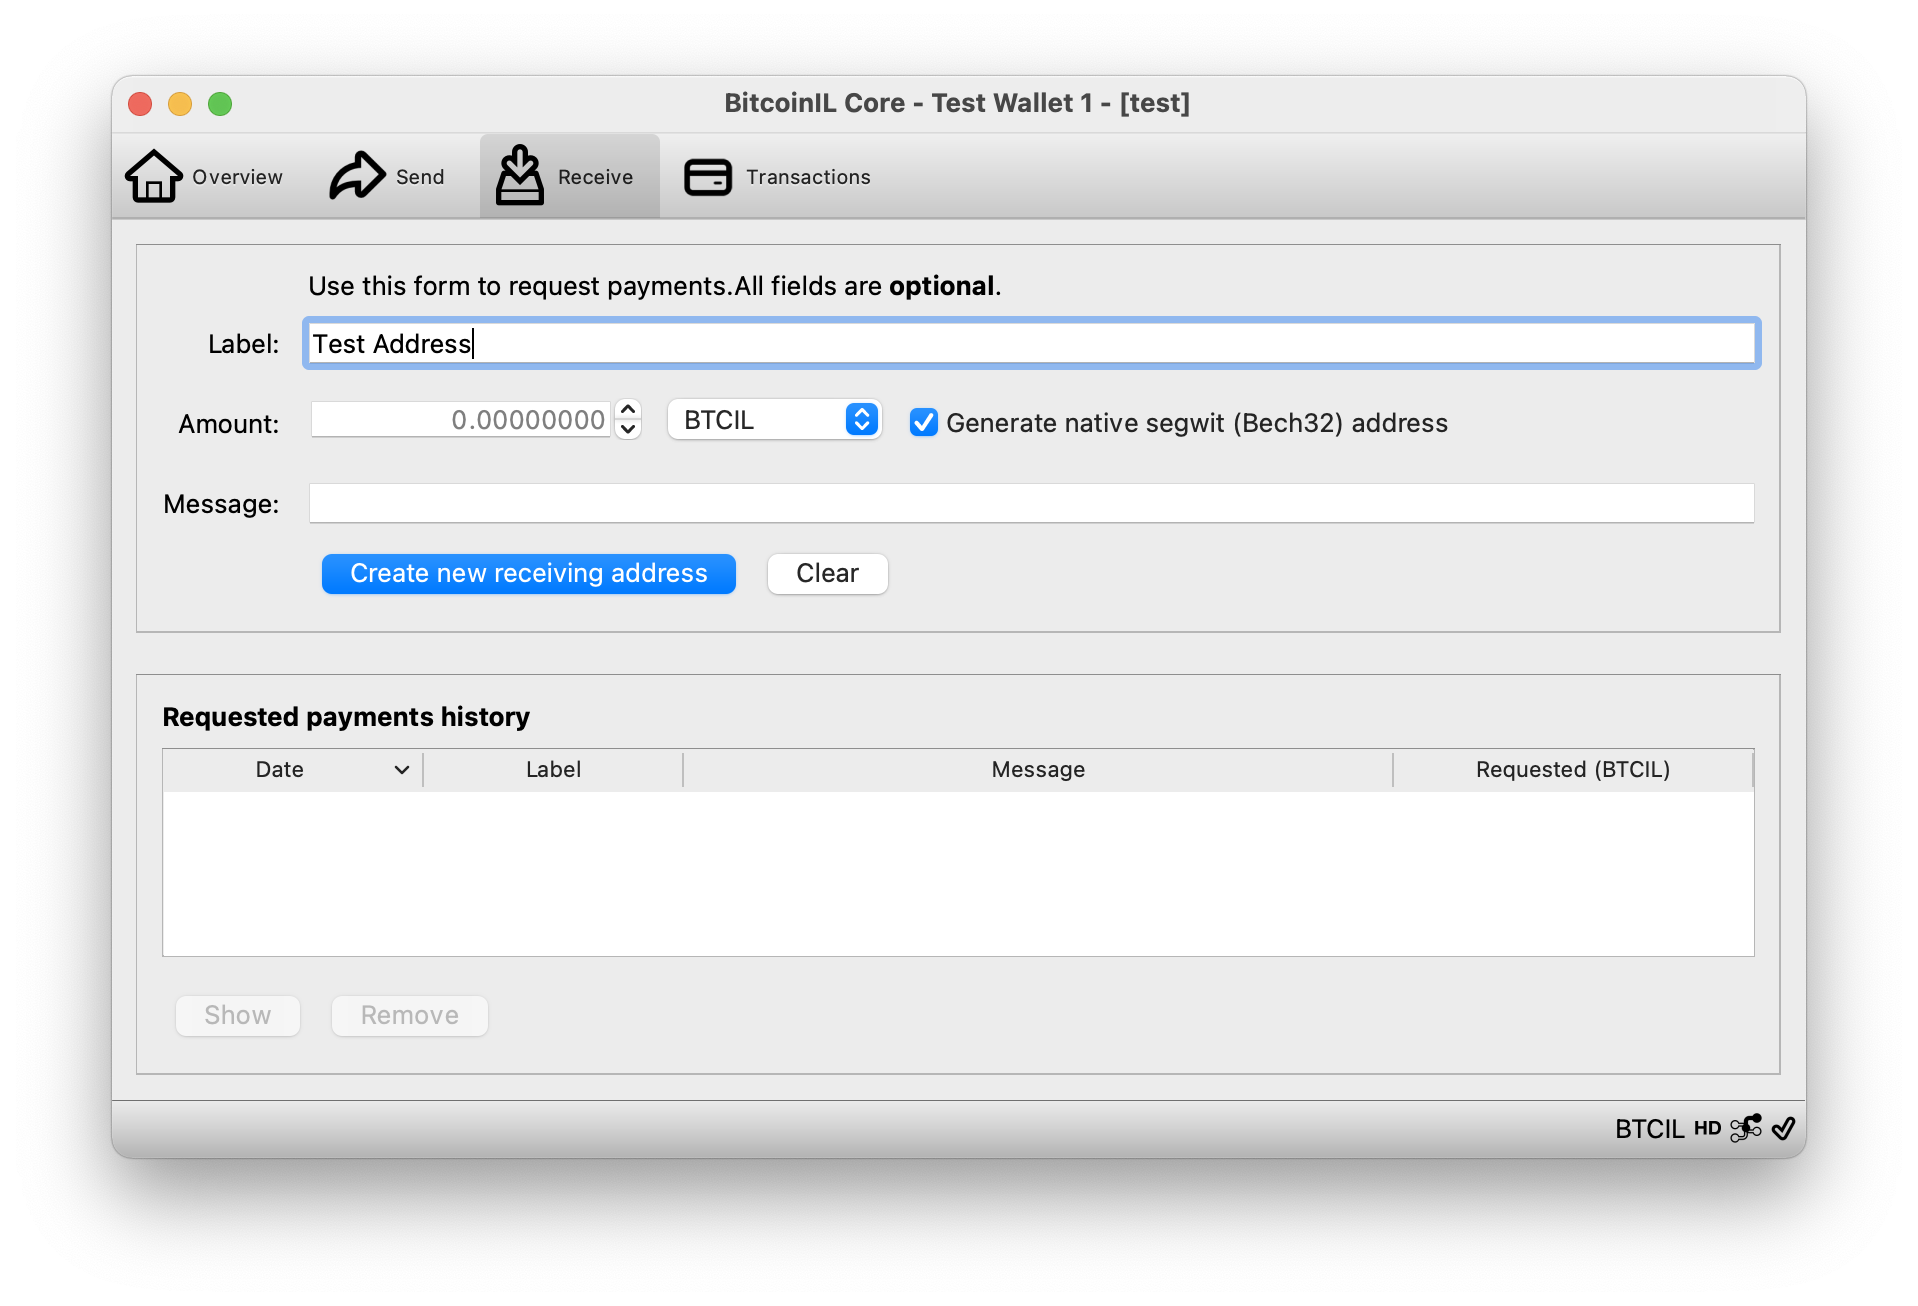 BitcoinIL Core - Test Wallet 1 - [test]
Overview Send Receive Transactions
Use this form to request payments.All fields are optional.
Label: Test Address
Amount: 0.00000000 BTCIL Generate native segwit (Bech32) address
Message:
Create new receiving address Clear
Requested payments history
Date Label Message Requested (BTCIL)
Show Remove
BTCIL HD